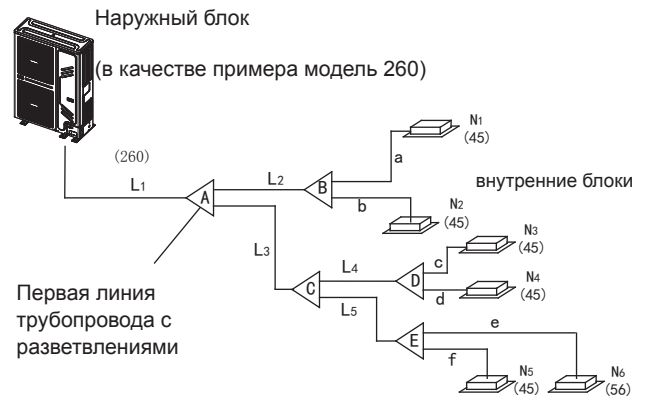 Наружный блок
(в качестве примера модель 260)
(260)
L1
A
L2
B
a
N1
(45)
b
N2
(45)
внутренние блоки
L3
C
L4
D
c
N3
(45)
d
N4
(45)
L5
E
e
f
N5
(45)
N6
(56)
Первая линия
трубопровода с
разветвлениями